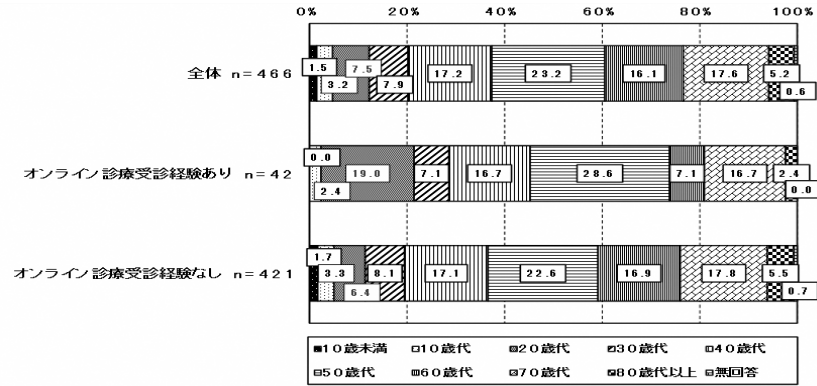 0% 20% 40% 60% 80% 100%
全体 n=466
1.5 3.2 7.5 7.9 17.2 23.2 16.1 17.6 5.2 0.6
オンライン診療受診経験あり n=42
0.0 2.4 19.0 7.1 16.7 28.6 7.1 16.7 2.4 0.0
オンライン診療受診経験なし n=421
1.7 3.3 6.4 8.1 17.1 22.6 16.9 17.8 5.5 0.7
10歳未満 10歳代 20歳代 30歳代 40歳代
50歳代 60歳代 70歳代 80歳代以上 無回答